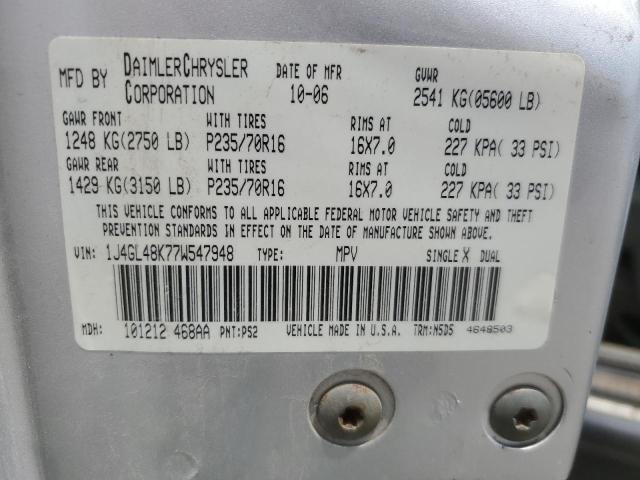 MFD BY DAIMLERCHRYSLER CORPORATION DATE OF MFR 10-06 GVWR 2541 KG(05600 LB)
GAWR FRONT WITH TIRES RIMS AT COLD
1248 KG(2750 LB) P235/70R16 16X7.0 227 KPA( 33 PSI)
GAWR REAR WITH TIRES RIMS AT COLD
1429 KG(3150 LB) P235/70R16 16X7.0 227 KPA( 33 PSI)
THIS VEHICLE CONFORMS TO ALL APPLICABLE FEDERAL MOTOR VEHICLE SAFETY AND THEFT
PREVENTION STANDARDS IN EFFECT ON THE DATE OF MANUFACTURE SHOWN ABOVE.
VIN: 1J4GL48K77W547948 TYPE: MPV SINGLE X DUAL
MDH: 101212 468AA PNT:PS2 VEHICLE MADE IN U.S.A. TRM:N5D5 4648503